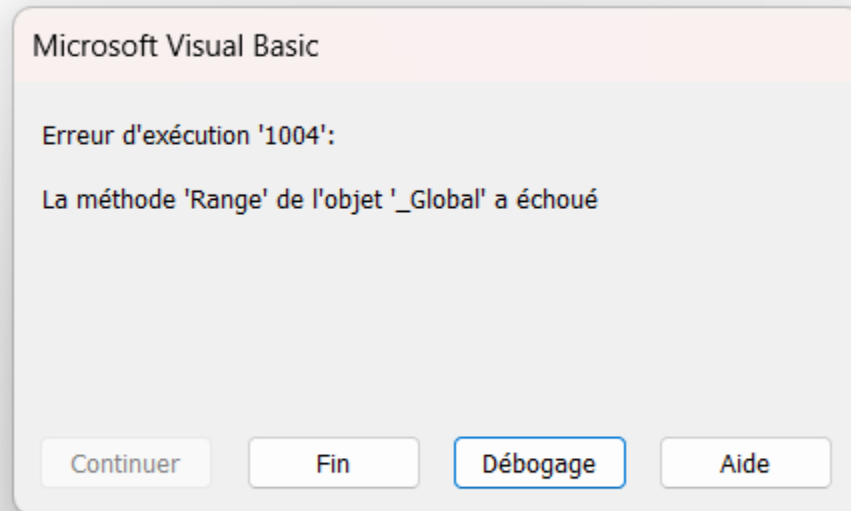 Microsoft Visual Basic
Erreur d'exécution '1004':
La méthode 'Range' de l'objet '_Global' a échoué
Continuer Fin Débogage Aide